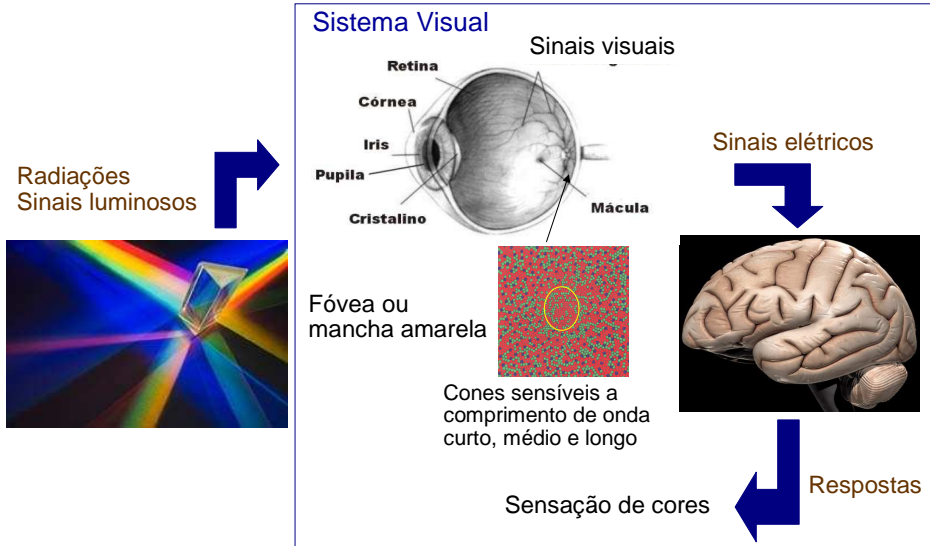 Sistema Visual
Sinais visuais
Retina
Córnea
Iris
Pupila
Cristalino
Mácula
Radiações
Sinais luminosos
Sinais elétricos
Fóvea ou
mancha amarela
Cones sensíveis a
comprimento de onda
curto, médio e longo
Respostas
Sensação de cores